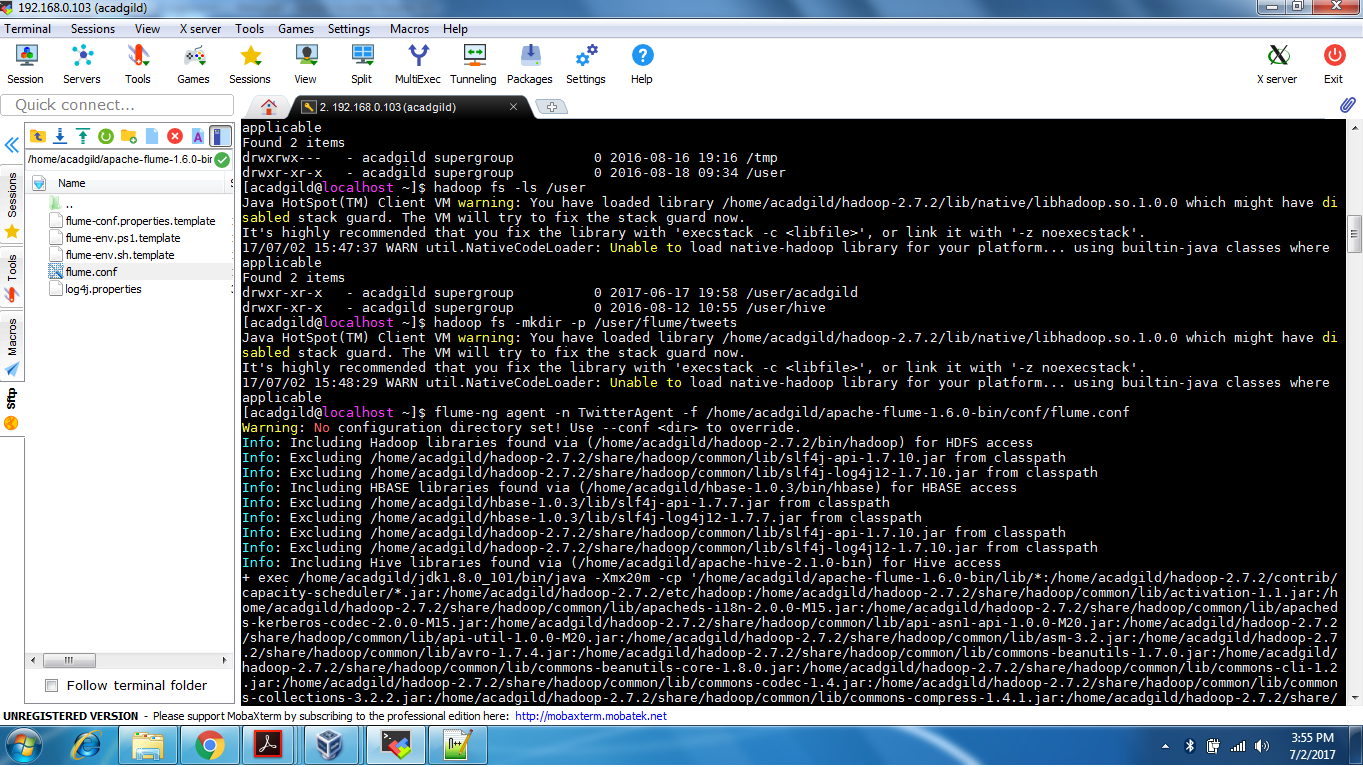 192.168.0.103 (acadgild)
Terminal Sessions View X server Tools Games Settings Macros Help
Session Servers Tools Games Sessions View Split MultiExec Tunneling Packages Settings Help X server Exit
Quick connect...
2. 192.168.0.103 (acadgild)
/home/acadgild/apache-flume-1.6.0-bin
Name
..
flume-conf.properties.template
flume-env.ps1.template
flume-env.sh.template
flume.conf
log4j.properties
Sessions
Tools
Macros
Sftp
Follow terminal folder
applicable
Found 2 items
drwxrwx--- - acadgild supergroup 0 2016-08-16 19:16 /tmp
drwxr-xr-x - acadgild supergroup 0 2016-08-18 09:34 /user
[acadgild@localhost ~]$ hadoop fs -ls /user
Java HotSpot(TM) Client VM warning: You have loaded library /home/acadgild/hadoop-2.7.2/lib/native/libhadoop.so.1.0.0 which might have di
sabled stack guard. The VM will try to fix the stack guard now.
It's highly recommended that you fix the library with 'execstack -c <libfile>', or link it with '-z noexecstack'.
17/07/02 15:47:37 WARN util.NativeCodeLoader: Unable to load native-hadoop library for your platform... using builtin-java classes where
applicable
Found 2 items
drwxr-xr-x - acadgild supergroup 0 2017-06-17 19:58 /user/acadgild
drwxr-xr-x - acadgild supergroup 0 2016-08-12 10:55 /user/hive
[acadgild@localhost ~]$ hadoop fs -mkdir -p /user/flume/tweets
Java HotSpot(TM) Client VM warning: You have loaded library /home/acadgild/hadoop-2.7.2/lib/native/libhadoop.so.1.0.0 which might have di
sabled stack guard. The VM will try to fix the stack guard now.
It's highly recommended that you fix the library with 'execstack -c <libfile>', or link it with '-z noexecstack'.
17/07/02 15:48:29 WARN util.NativeCodeLoader: Unable to load native-hadoop library for your platform... using builtin-java classes where
applicable
[acadgild@localhost ~]$ flume-ng agent -n TwitterAgent -f /home/acadgild/apache-flume-1.6.0-bin/conf/flume.conf
Warning: No configuration directory set! Use --conf <dir> to override.
Info: Including Hadoop libraries found via (/home/acadgild/hadoop-2.7.2/bin/hadoop) for HDFS access
Info: Excluding /home/acadgild/hadoop-2.7.2/share/hadoop/common/lib/slf4j-api-1.7.10.jar from classpath
Info: Excluding /home/acadgild/hadoop-2.7.2/share/hadoop/common/lib/slf4j-log4j12-1.7.10.jar from classpath
Info: Including HBASE libraries found via (/home/acadgild/hbase-1.0.3/bin/hbase) for HBASE access
Info: Excluding /home/acadgild/hbase-1.0.3/lib/slf4j-api-1.7.7.jar from classpath
Info: Excluding /home/acadgild/hbase-1.0.3/lib/slf4j-log4j12-1.7.7.jar from classpath
Info: Excluding /home/acadgild/hadoop-2.7.2/share/hadoop/common/lib/slf4j-api-1.7.10.jar from classpath
Info: Excluding /home/acadgild/hadoop-2.7.2/share/hadoop/common/lib/slf4j-log4j12-1.7.10.jar from classpath
Info: Including Hive libraries found via (/home/acadgild/apache-hive-2.1.0-bin) for Hive access
+ exec /home/acadgild/jdk1.8.0_101/bin/java -Xmx20m -cp '/home/acadgild/apache-flume-1.6.0-bin/lib/*:/home/acadgild/hadoop-2.7.2/contrib/
capacity-scheduler/*.jar:/home/acadgild/hadoop-2.7.2/etc/hadoop:/home/acadgild/hadoop-2.7.2/share/hadoop/common/lib/activation-1.1.jar:/h
ome/acadgild/hadoop-2.7.2/share/hadoop/common/lib/apacheds-i18n-2.0.0-M15.jar:/home/acadgild/hadoop-2.7.2/share/hadoop/common/lib/apached
s-kerberos-codec-2.0.0-M15.jar:/home/acadgild/hadoop-2.7.2/share/hadoop/common/lib/api-asn1-api-1.0.0-M20.jar:/home/acadgild/hadoop-2.7.2
/share/hadoop/common/lib/api-util-1.0.0-M20.jar:/home/acadgild/hadoop-2.7.2/share/hadoop/common/lib/asm-3.2.jar:/home/acadgild/hadoop-2.7
.2/share/hadoop/common/lib/avro-1.7.4.jar:/home/acadgild/hadoop-2.7.2/share/hadoop/common/lib/commons-beanutils-1.7.0.jar:/home/acadgild/
hadoop-2.7.2/share/hadoop/common/lib/commons-beanutils-core-1.8.0.jar:/home/acadgild/hadoop-2.7.2/share/hadoop/common/lib/commons-cli-1.2
.jar:/home/acadgild/hadoop-2.7.2/share/hadoop/common/lib/commons-codec-1.4.jar:/home/acadgild/hadoop-2.7.2/share/hadoop/common/lib/common
s-collections-3.2.2.jar:/home/acadgild/hadoop-2.7.2/share/hadoop/common/lib/commons-compress-1.4.1.jar:/home/acadgild/hadoop-2.7.2/share/
UNREGISTERED VERSION - Please support MobaXterm by subscribing to the professional edition here: http://mobaxterm.mobatek.net
3:55 PM
7/2/2017